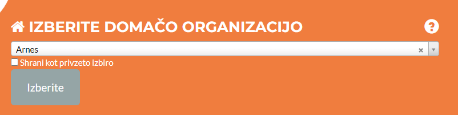 IZBERITE DOMAČO ORGANIZACIJO
Arnes
Shrani kot privzeto izbiro
Izberite